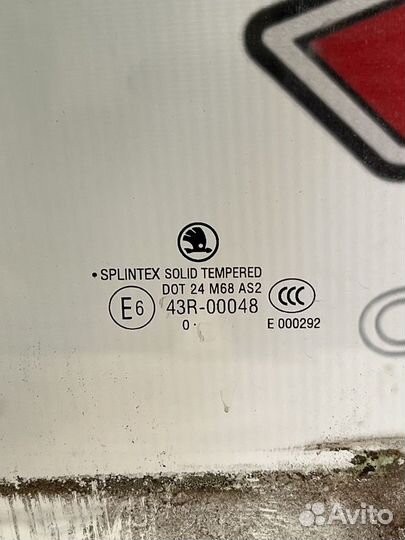 • SPLINTEX SOLID TEMPERED
DOT 24 M68 AS2
E6 43R-00048 CCC
0 · E 000292
Avito